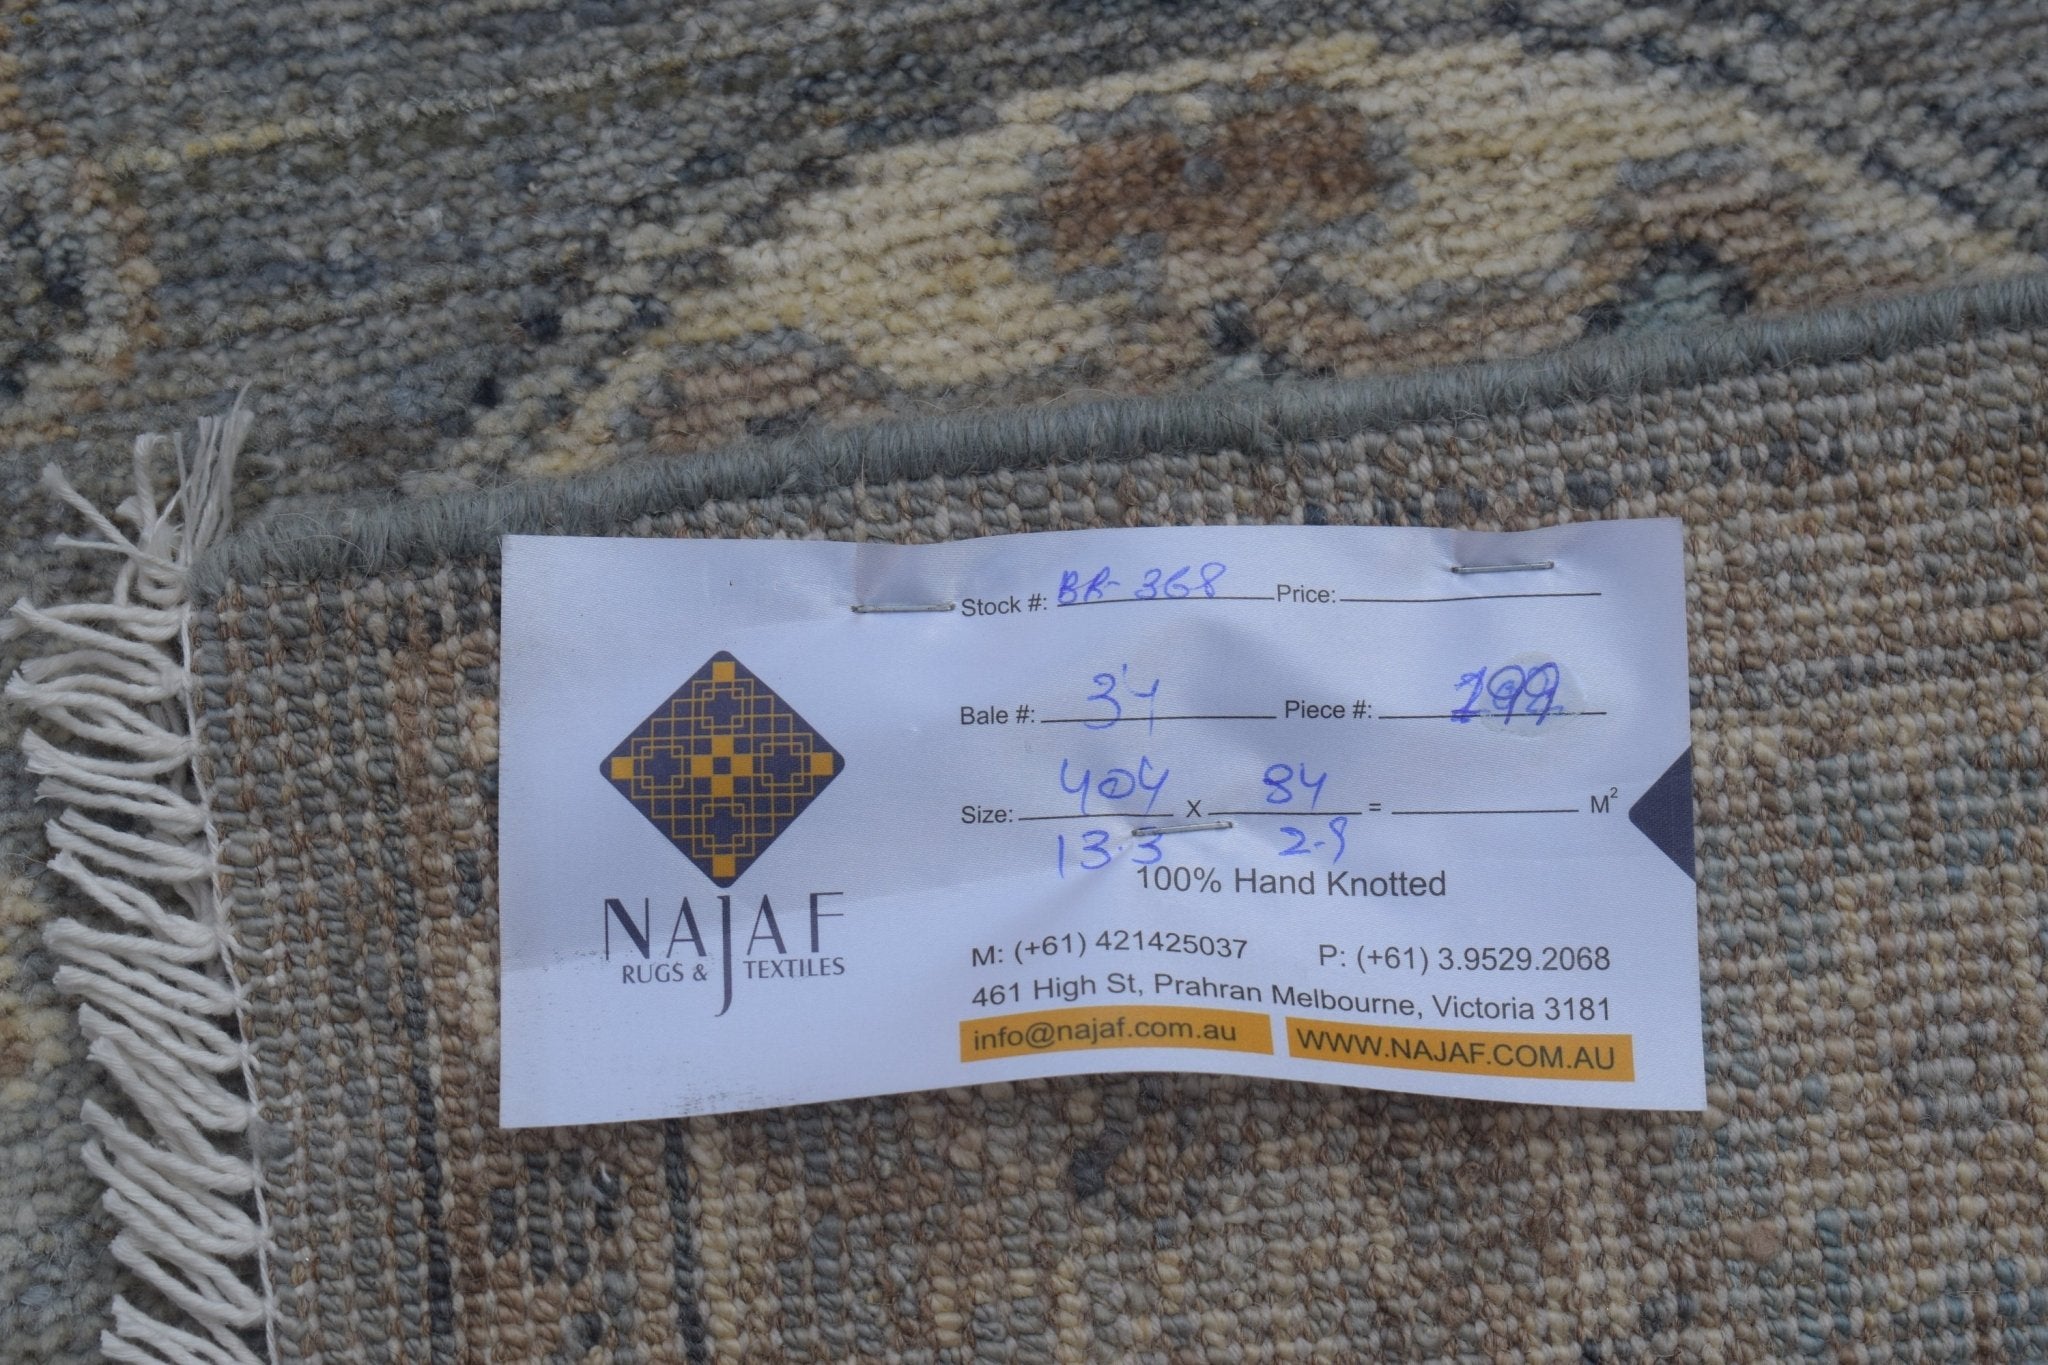 Stock #: BR-368 Price:
Bale #: 34 Piece #:
Size: 404 X 84 = M²
13.3 2.9
100% Hand Knotted
NAJAF
RUGS & TEXTILES
M: (+61) 421425037 P: (+61) 3.9529.2068
461 High St, Prahran Melbourne, Victoria 3181
info@najaf.com.au WWW.NAJAF.COM.AU